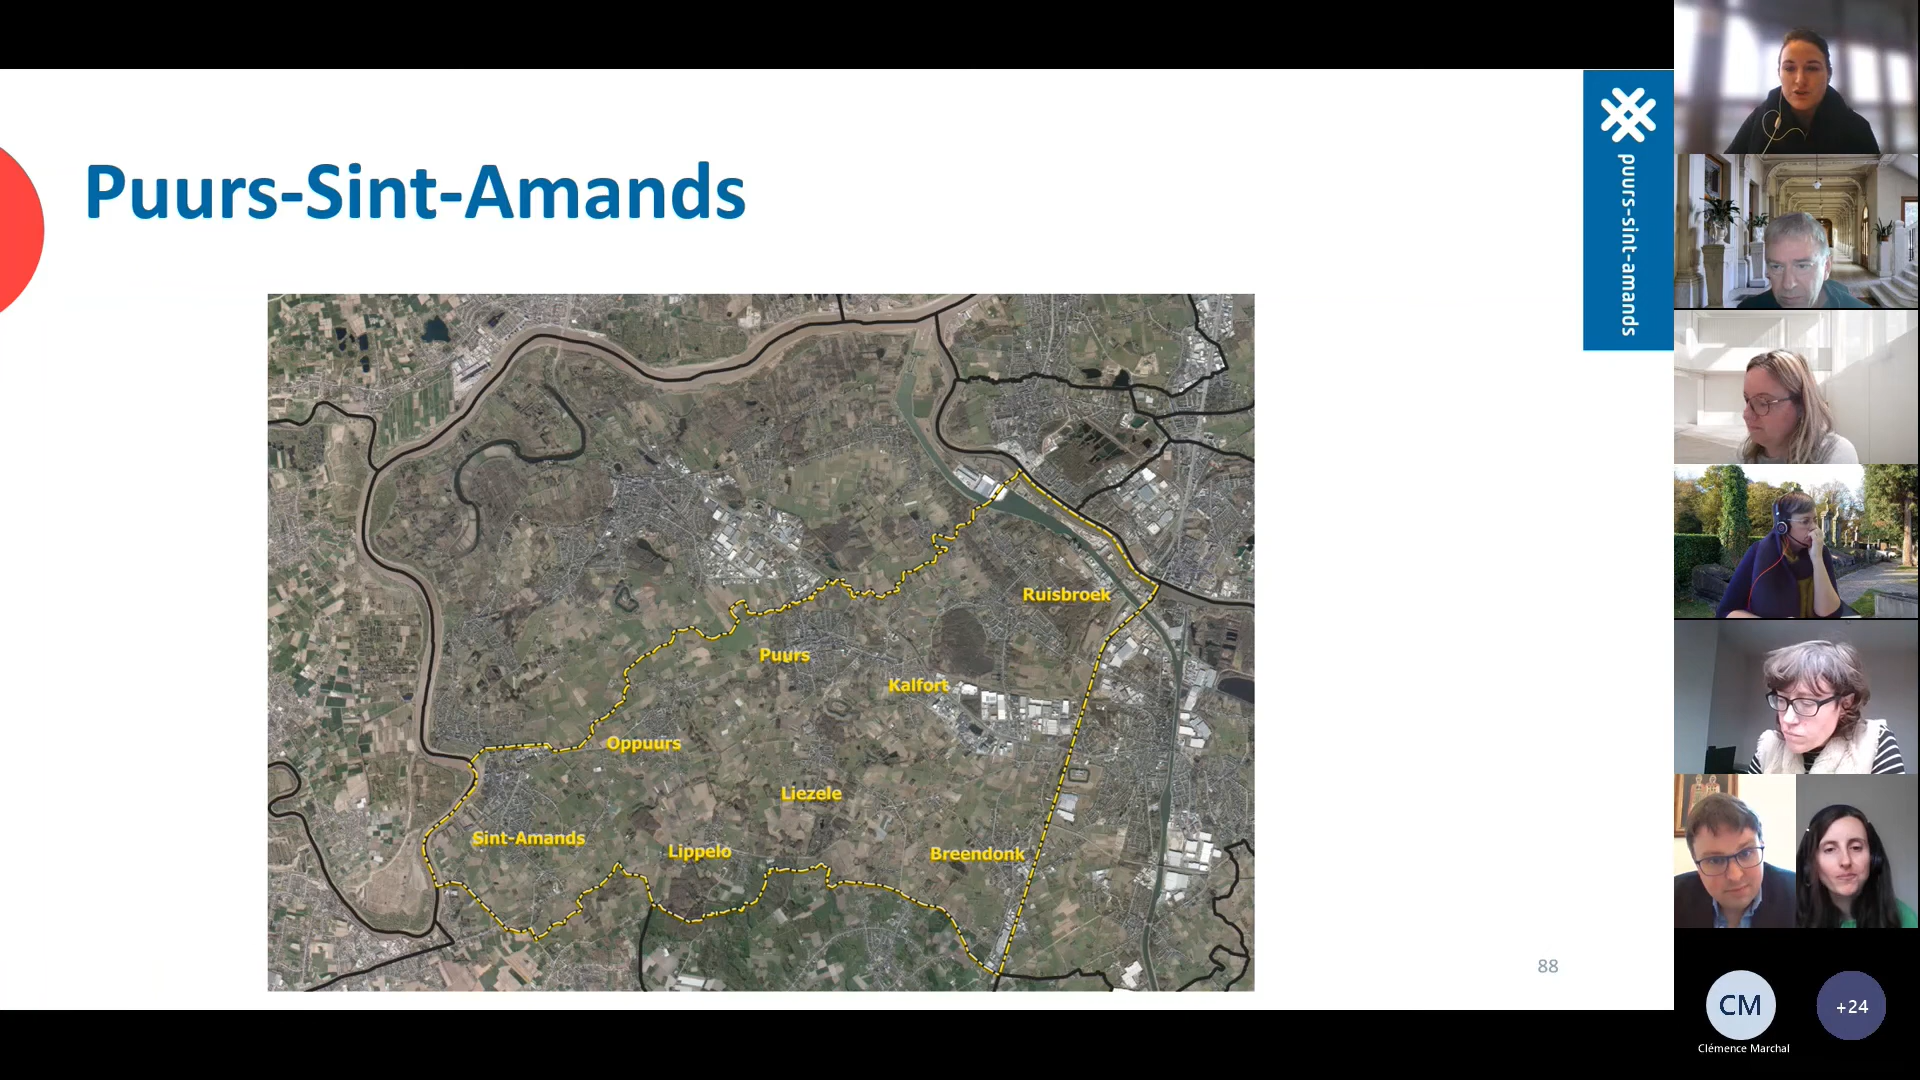 Puurs-Sint-Amands
puurs-sint-amands
Ruisbroek
Puurs
Kalfort
Oppuurs
Liezele
Sint-Amands
Lippelo
Breendonk
88
CM
+24
Clémence Marchal